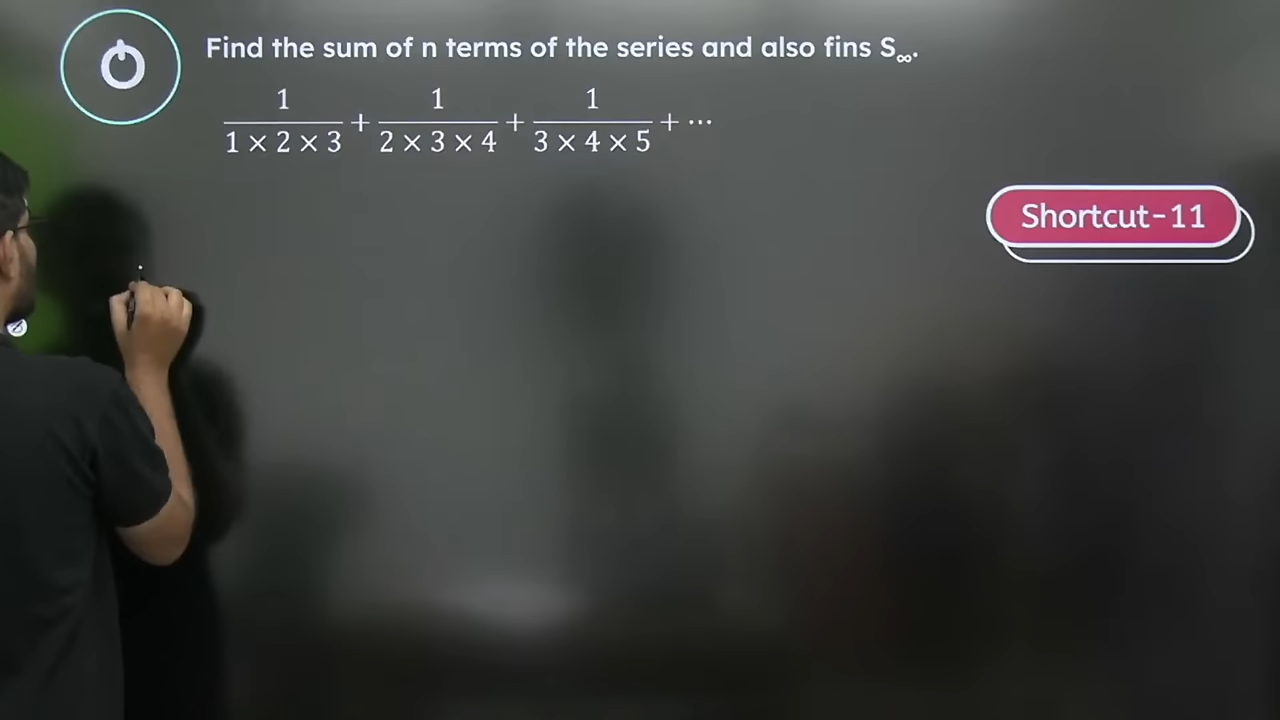 Find the sum of n terms of the series and also fins S∞.
1/(1 × 2 × 3) + 1/(2 × 3 × 4) + 1/(3 × 4 × 5) + ⋯
Shortcut-11